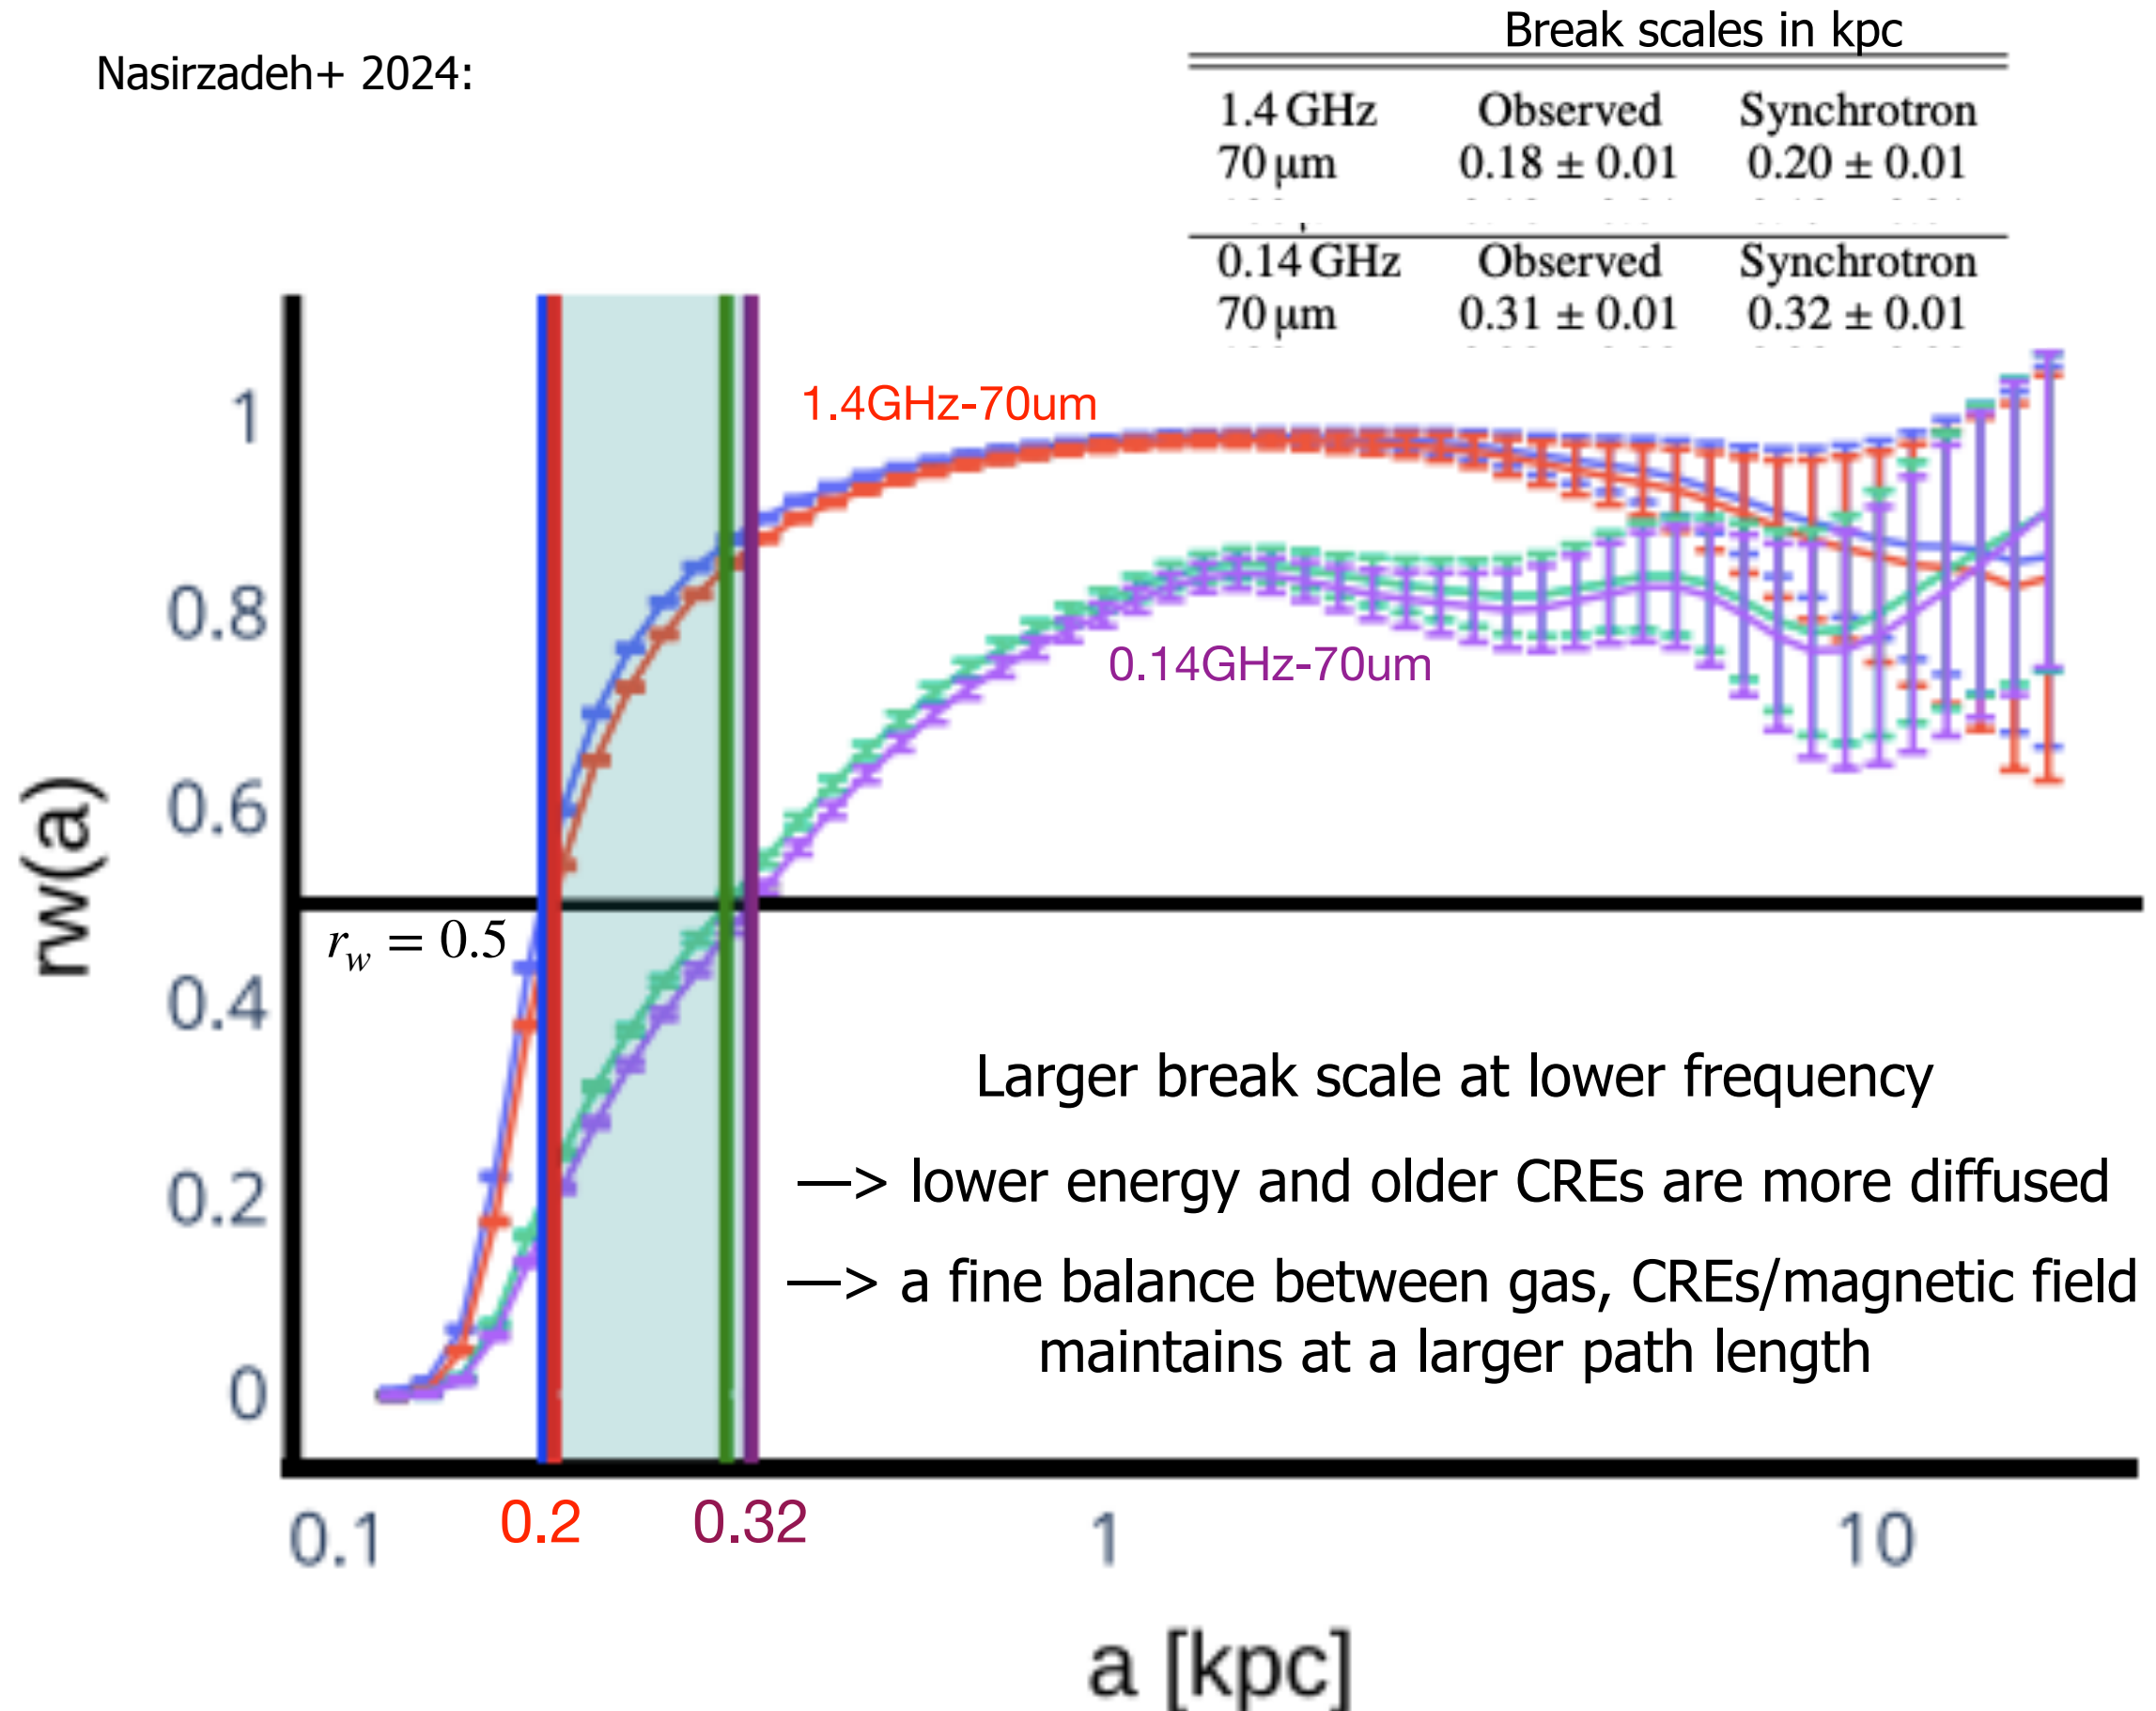 Nasirzadeh+ 2024:
Break scales in kpc
1.4 GHz Observed Synchrotron
70 µm 0.18 ± 0.01 0.20 ± 0.01
0.14 GHz Observed Synchrotron
70 µm 0.31 ± 0.01 0.32 ± 0.01
1.4GHz-70um
0.14GHz-70um
1
0.8
0.6
0.4
0.2
0
rw(a)
r_w = 0.5
Larger break scale at lower frequency
—> lower energy and older CREs are more diffused
—> a fine balance between gas, CREs/magnetic field
maintains at a larger path length
0.1 0.2 0.32 1 10
a [kpc]